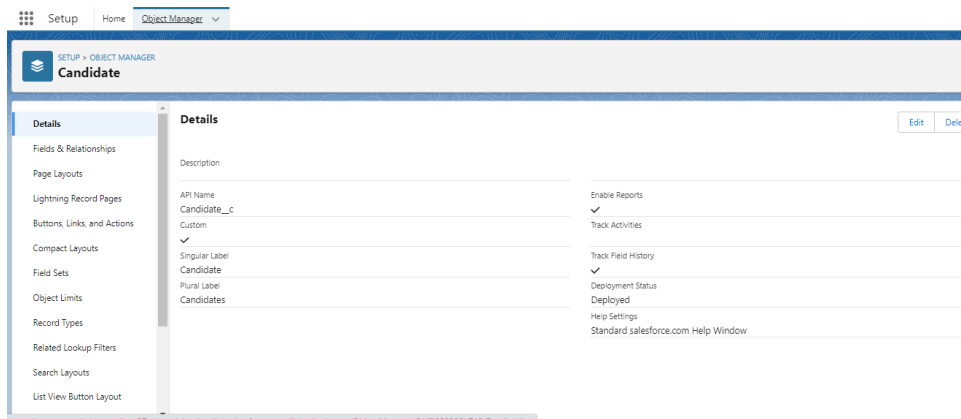 Setup
Home
Object Manager
SETUP > OBJECT MANAGER
Candidate
Details
Fields & Relationships
Page Layouts
Lightning Record Pages
Buttons, Links, and Actions
Compact Layouts
Field Sets
Object Limits
Record Types
Related Lookup Filters
Search Layouts
List View Button Layout
Details
Edit
Dele
Description
API Name
Candidate__c
Custom
Singular Label
Candidate
Plural Label
Candidates
Enable Reports
Track Activities
Track Field History
Deployment Status
Deployed
Help Settings
Standard salesforce.com Help Window